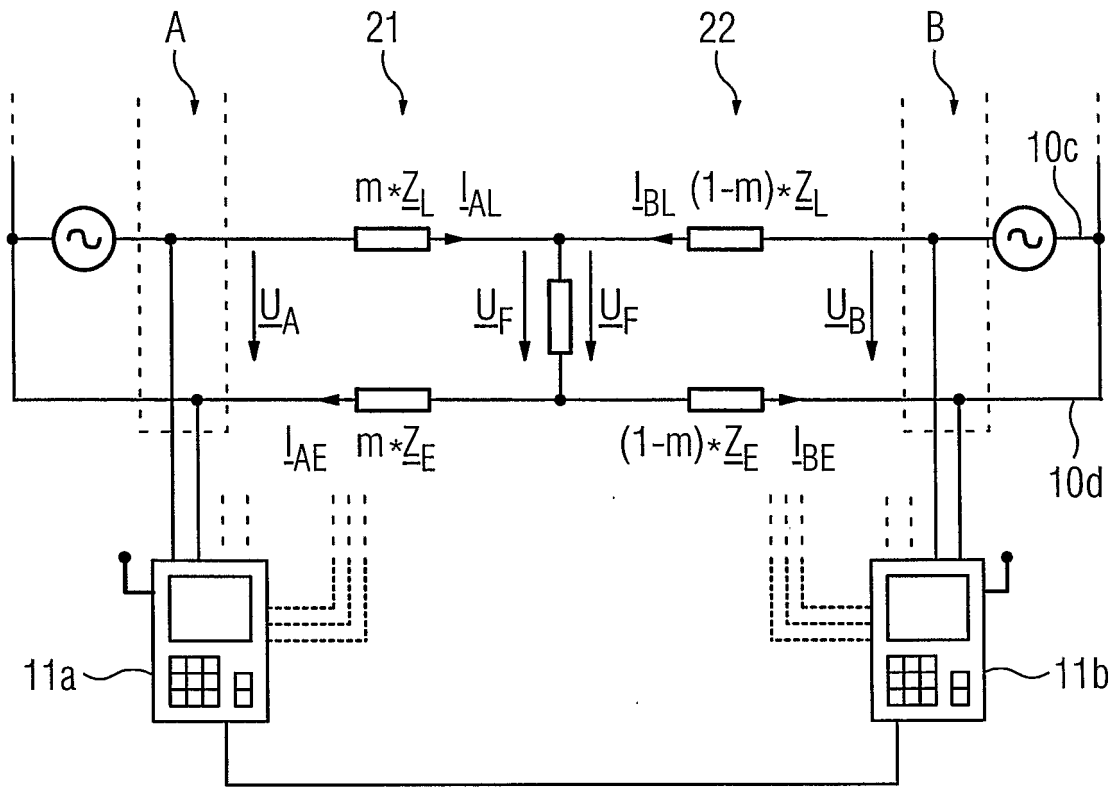 A 21 22 B
10c
m*Z_L I_AL I_BL (1-m)*Z_L
U_A U_F U_F U_B
I_AE m*Z_E (1-m)*Z_E I_BE
10d
11a 11b